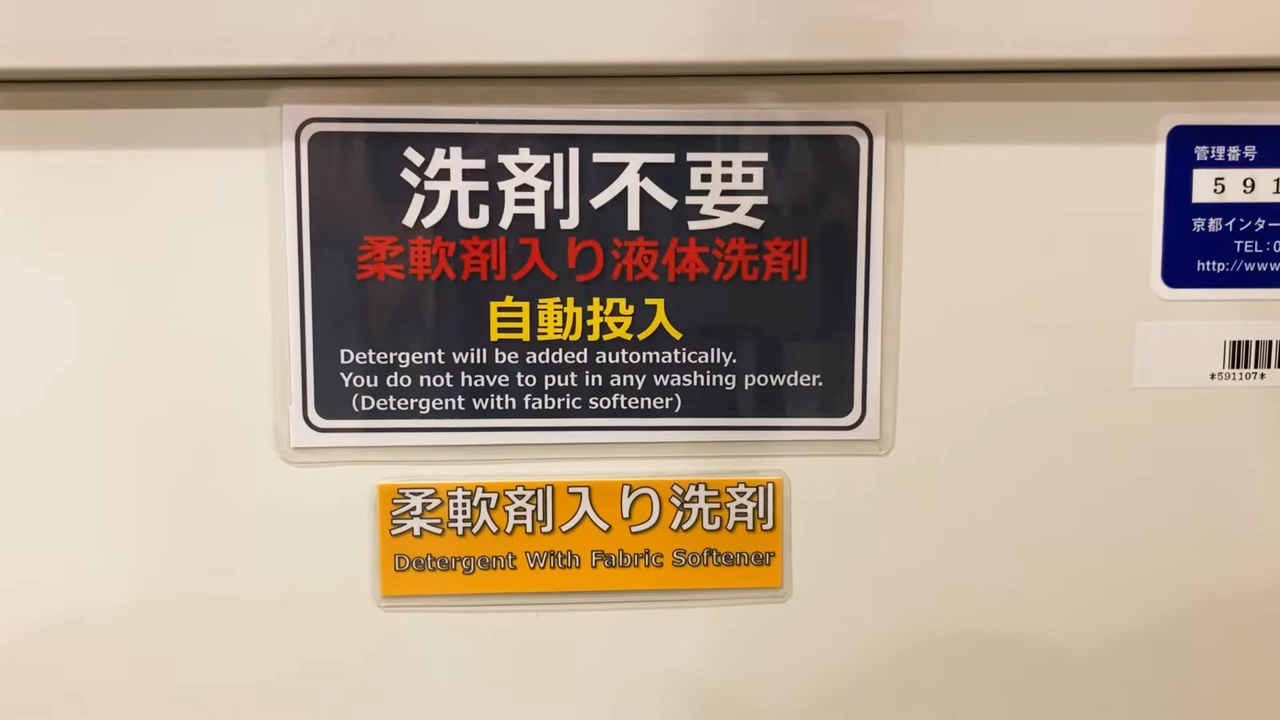 洗剤不要
柔軟剤入り液体洗剤
自動投入
Detergent will be added automatically.
You do not have to put in any washing powder.
(Detergent with fabric softener)
柔軟剤入り洗剤
Detergent With Fabric Softener
管理番号
591
京都インター
TEL:0
http://www
*591107*